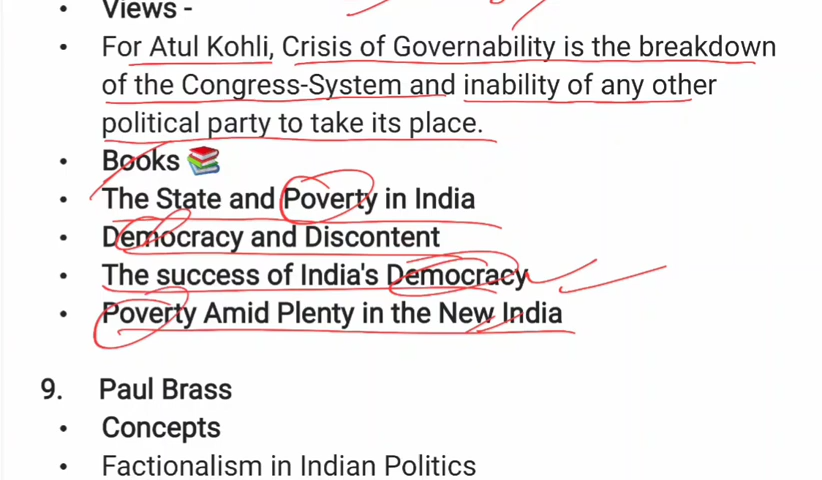 • Views -
• For Atul Kohli, Crisis of Governability is the breakdown
of the Congress-System and inability of any other
political party to take its place.
• Books 📚
• The State and Poverty in India
• Democracy and Discontent
• The success of India's Democracy
• Poverty Amid Plenty in the New India
9. Paul Brass
• Concepts
• Factionalism in Indian Politics